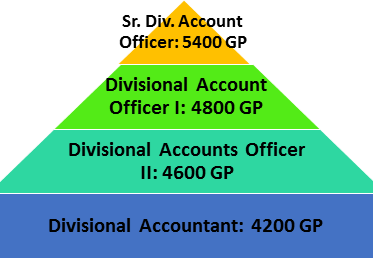 Sr. Div. Account
Officer: 5400 GP
Divisional Account
Officer I: 4800 GP
Divisional Accounts Officer
II: 4600 GP
Divisional Accountant: 4200 GP